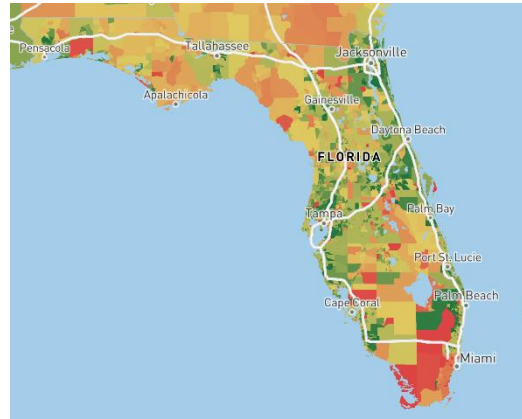 Pensacola
Tallahassee
Jacksonville
Apalachicola
Gainesville
Daytona Beach
FLORIDA
Tampa
Palm Bay
Port St. Lucie
Cape Coral
Palm Beach
Miami